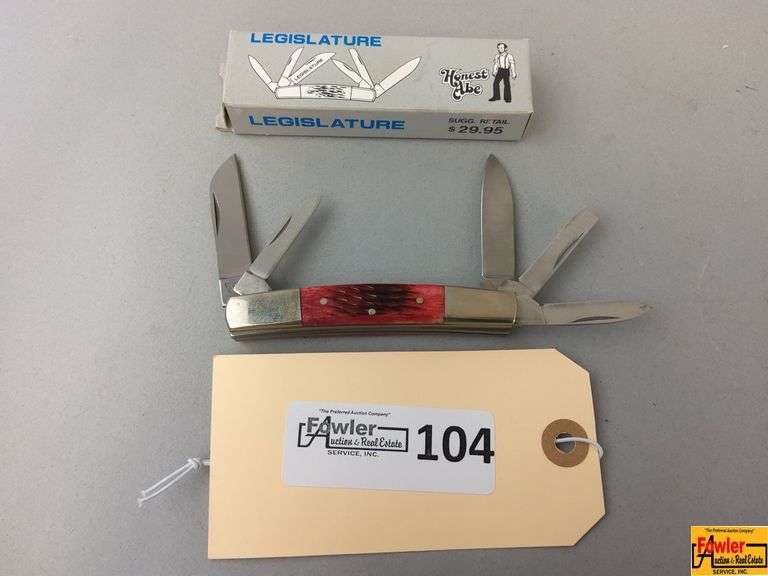 LEGISLATURE
LEGISLATURE
Honest
Abe
LEGISLATURE
SUGG. RETAIL
$ 29.95
"The Preferred Auction Company"
Fowler
Auction & Real Estate
SERVICE, INC.
104
"The Preferred Auction Company"
Fowler
Auction & Real Estate
SERVICE, INC.